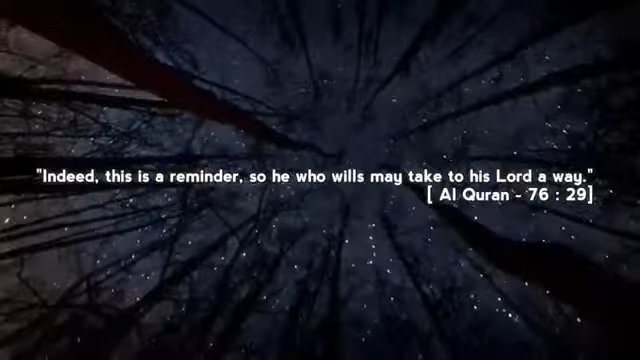 "Indeed, this is a reminder, so he who wills may take to his Lord a way."
[ Al Quran - 76 : 29]